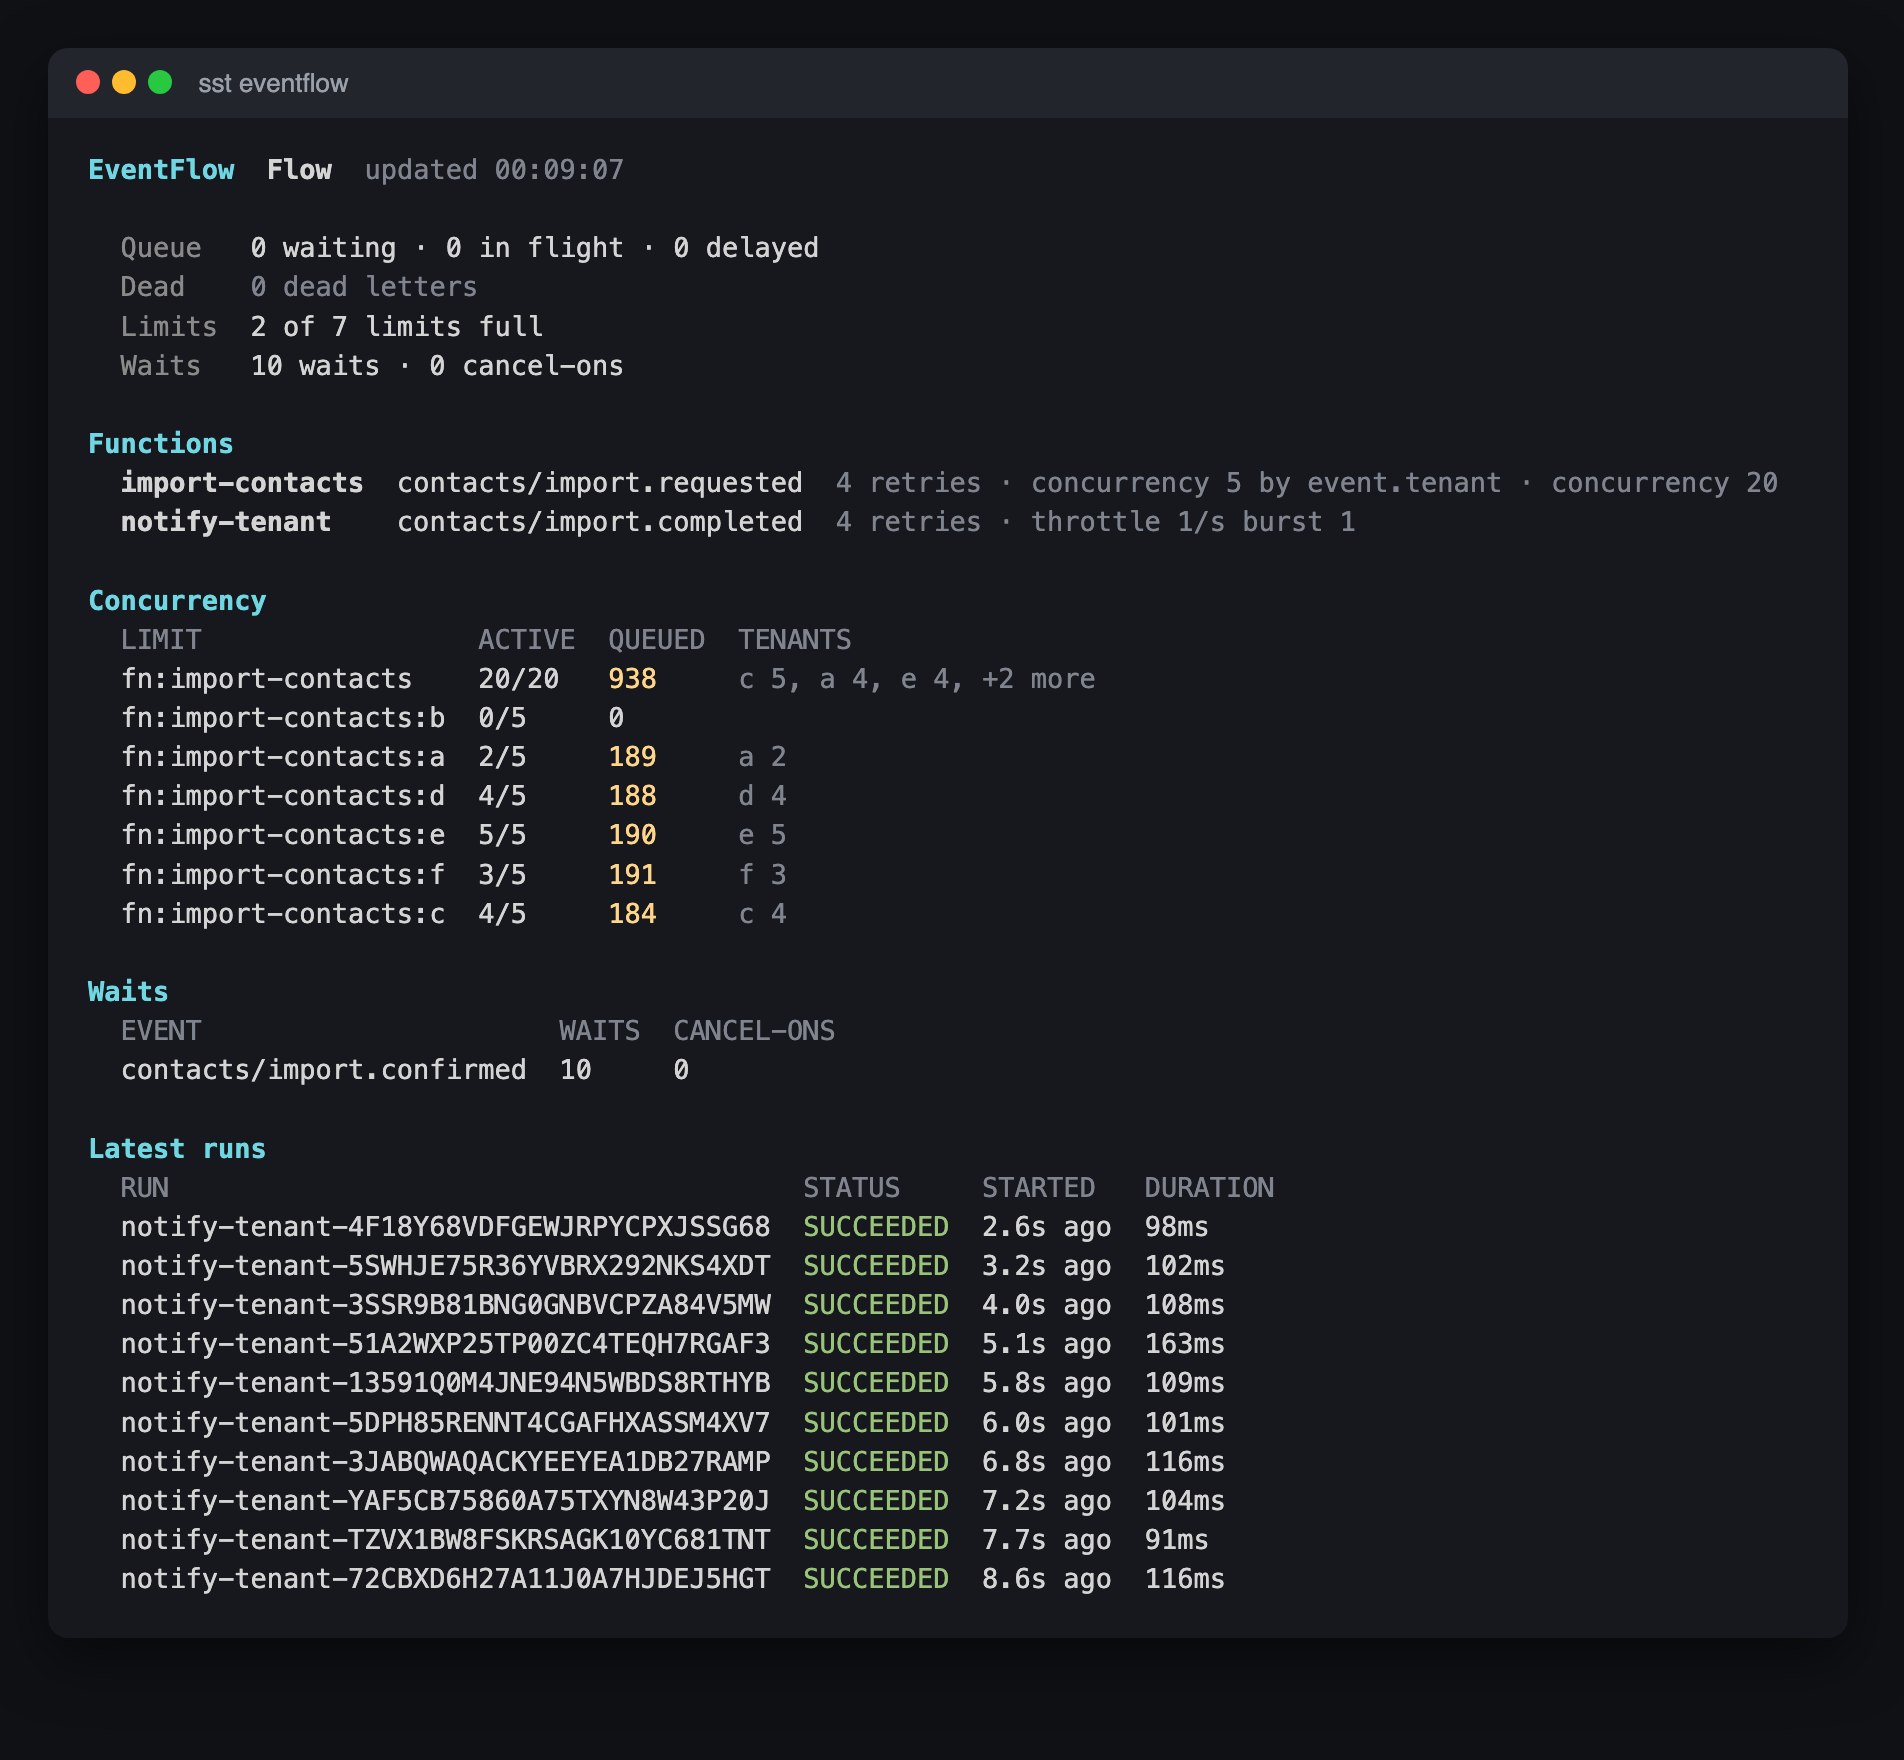 sst eventflow
EventFlow  Flow  updated 00:09:07
Queue   0 waiting · 0 in flight · 0 delayed
Dead    0 dead letters
Limits  2 of 7 limits full
Waits   10 waits · 0 cancel-ons
Functions
import-contacts  contacts/import.requested  4 retries · concurrency 5 by event.tenant · concurrency 20
notify-tenant    contacts/import.completed  4 retries · throttle 1/s burst 1
Concurrency
LIMIT                 ACTIVE  QUEUED  TENANTS
fn:import-contacts    20/20   938     c 5, a 4, e 4, +2 more
fn:import-contacts:b  0/5     0
fn:import-contacts:a  2/5     189     a 2
fn:import-contacts:d  4/5     188     d 4
fn:import-contacts:e  5/5     190     e 5
fn:import-contacts:f  3/5     191     f 3
fn:import-contacts:c  4/5     184     c 4
Waits
EVENT                      WAITS  CANCEL-ONS
contacts/import.confirmed  10     0
Latest runs
RUN                                       STATUS     STARTED   DURATION
notify-tenant-4F18Y68VDFGEWJRPYCPXJSSG68  SUCCEEDED  2.6s ago  98ms
notify-tenant-5SWHJE75R36YVBRX292NKS4XDT  SUCCEEDED  3.2s ago  102ms
notify-tenant-3SSR9B81BNG0GNBVCPZA84V5MW  SUCCEEDED  4.0s ago  108ms
notify-tenant-51A2WXP25TP00ZC4TEQH7RGAF3  SUCCEEDED  5.1s ago  163ms
notify-tenant-13591Q0M4JNE94N5WBDS8RTHYB  SUCCEEDED  5.8s ago  109ms
notify-tenant-5DPH85RENNT4CGAFHXASSM4XV7  SUCCEEDED  6.0s ago  101ms
notify-tenant-3JABQWAQACKYEEYEA1DB27RAMP  SUCCEEDED  6.8s ago  116ms
notify-tenant-YAF5CB75860A75TXYN8W43P20J  SUCCEEDED  7.2s ago  104ms
notify-tenant-TZVX1BW8FSKRSAGK10YC681TNT  SUCCEEDED  7.7s ago  91ms
notify-tenant-72CBXD6H27A11J0A7HJDEJ5HGT  SUCCEEDED  8.6s ago  116ms